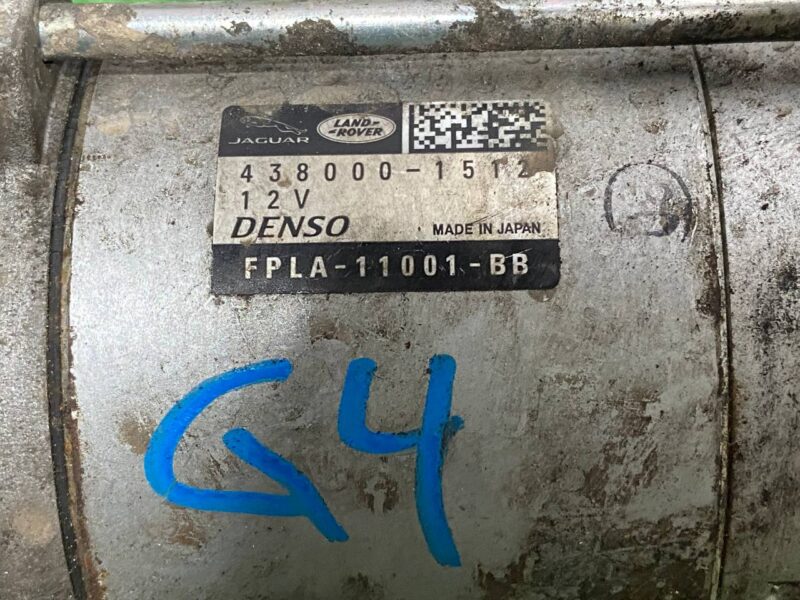 JAGUAR
LAND-
ROVER
438000-1512
12V
DENSO
MADE IN JAPAN
FPLA-11001-BB
G4